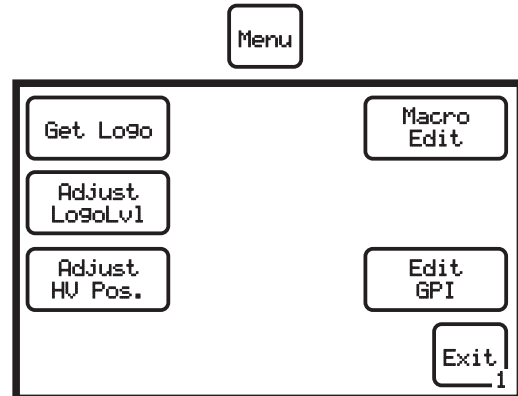 Menu
Get Logo
Macro
Edit
Adjust
LogoLvl
Adjust
HV Pos.
Edit
GPI
Exit
1